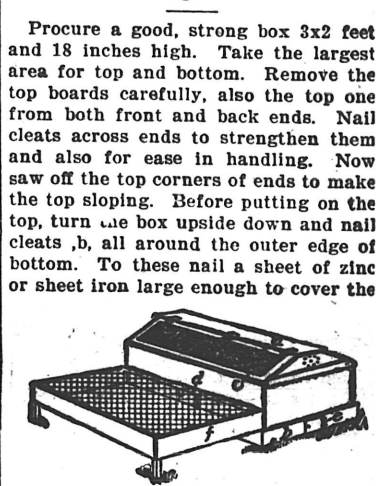 Procure a good, strong box 3x2 feet
and 18 inches high. Take the largest
area for top and bottom. Remove the
top boards carefully, also the top one
from both front and back ends. Nail
cleats across ends to strengthen them
and also for ease in handling. Now
saw off the top corners of ends to make
the top sloping. Before putting on the
top, turn the box upside down and nail
cleats ,b, all around the outer edge of
bottom. To these nail a sheet of zinc
or sheet iron large enough to cover the
d
f
b